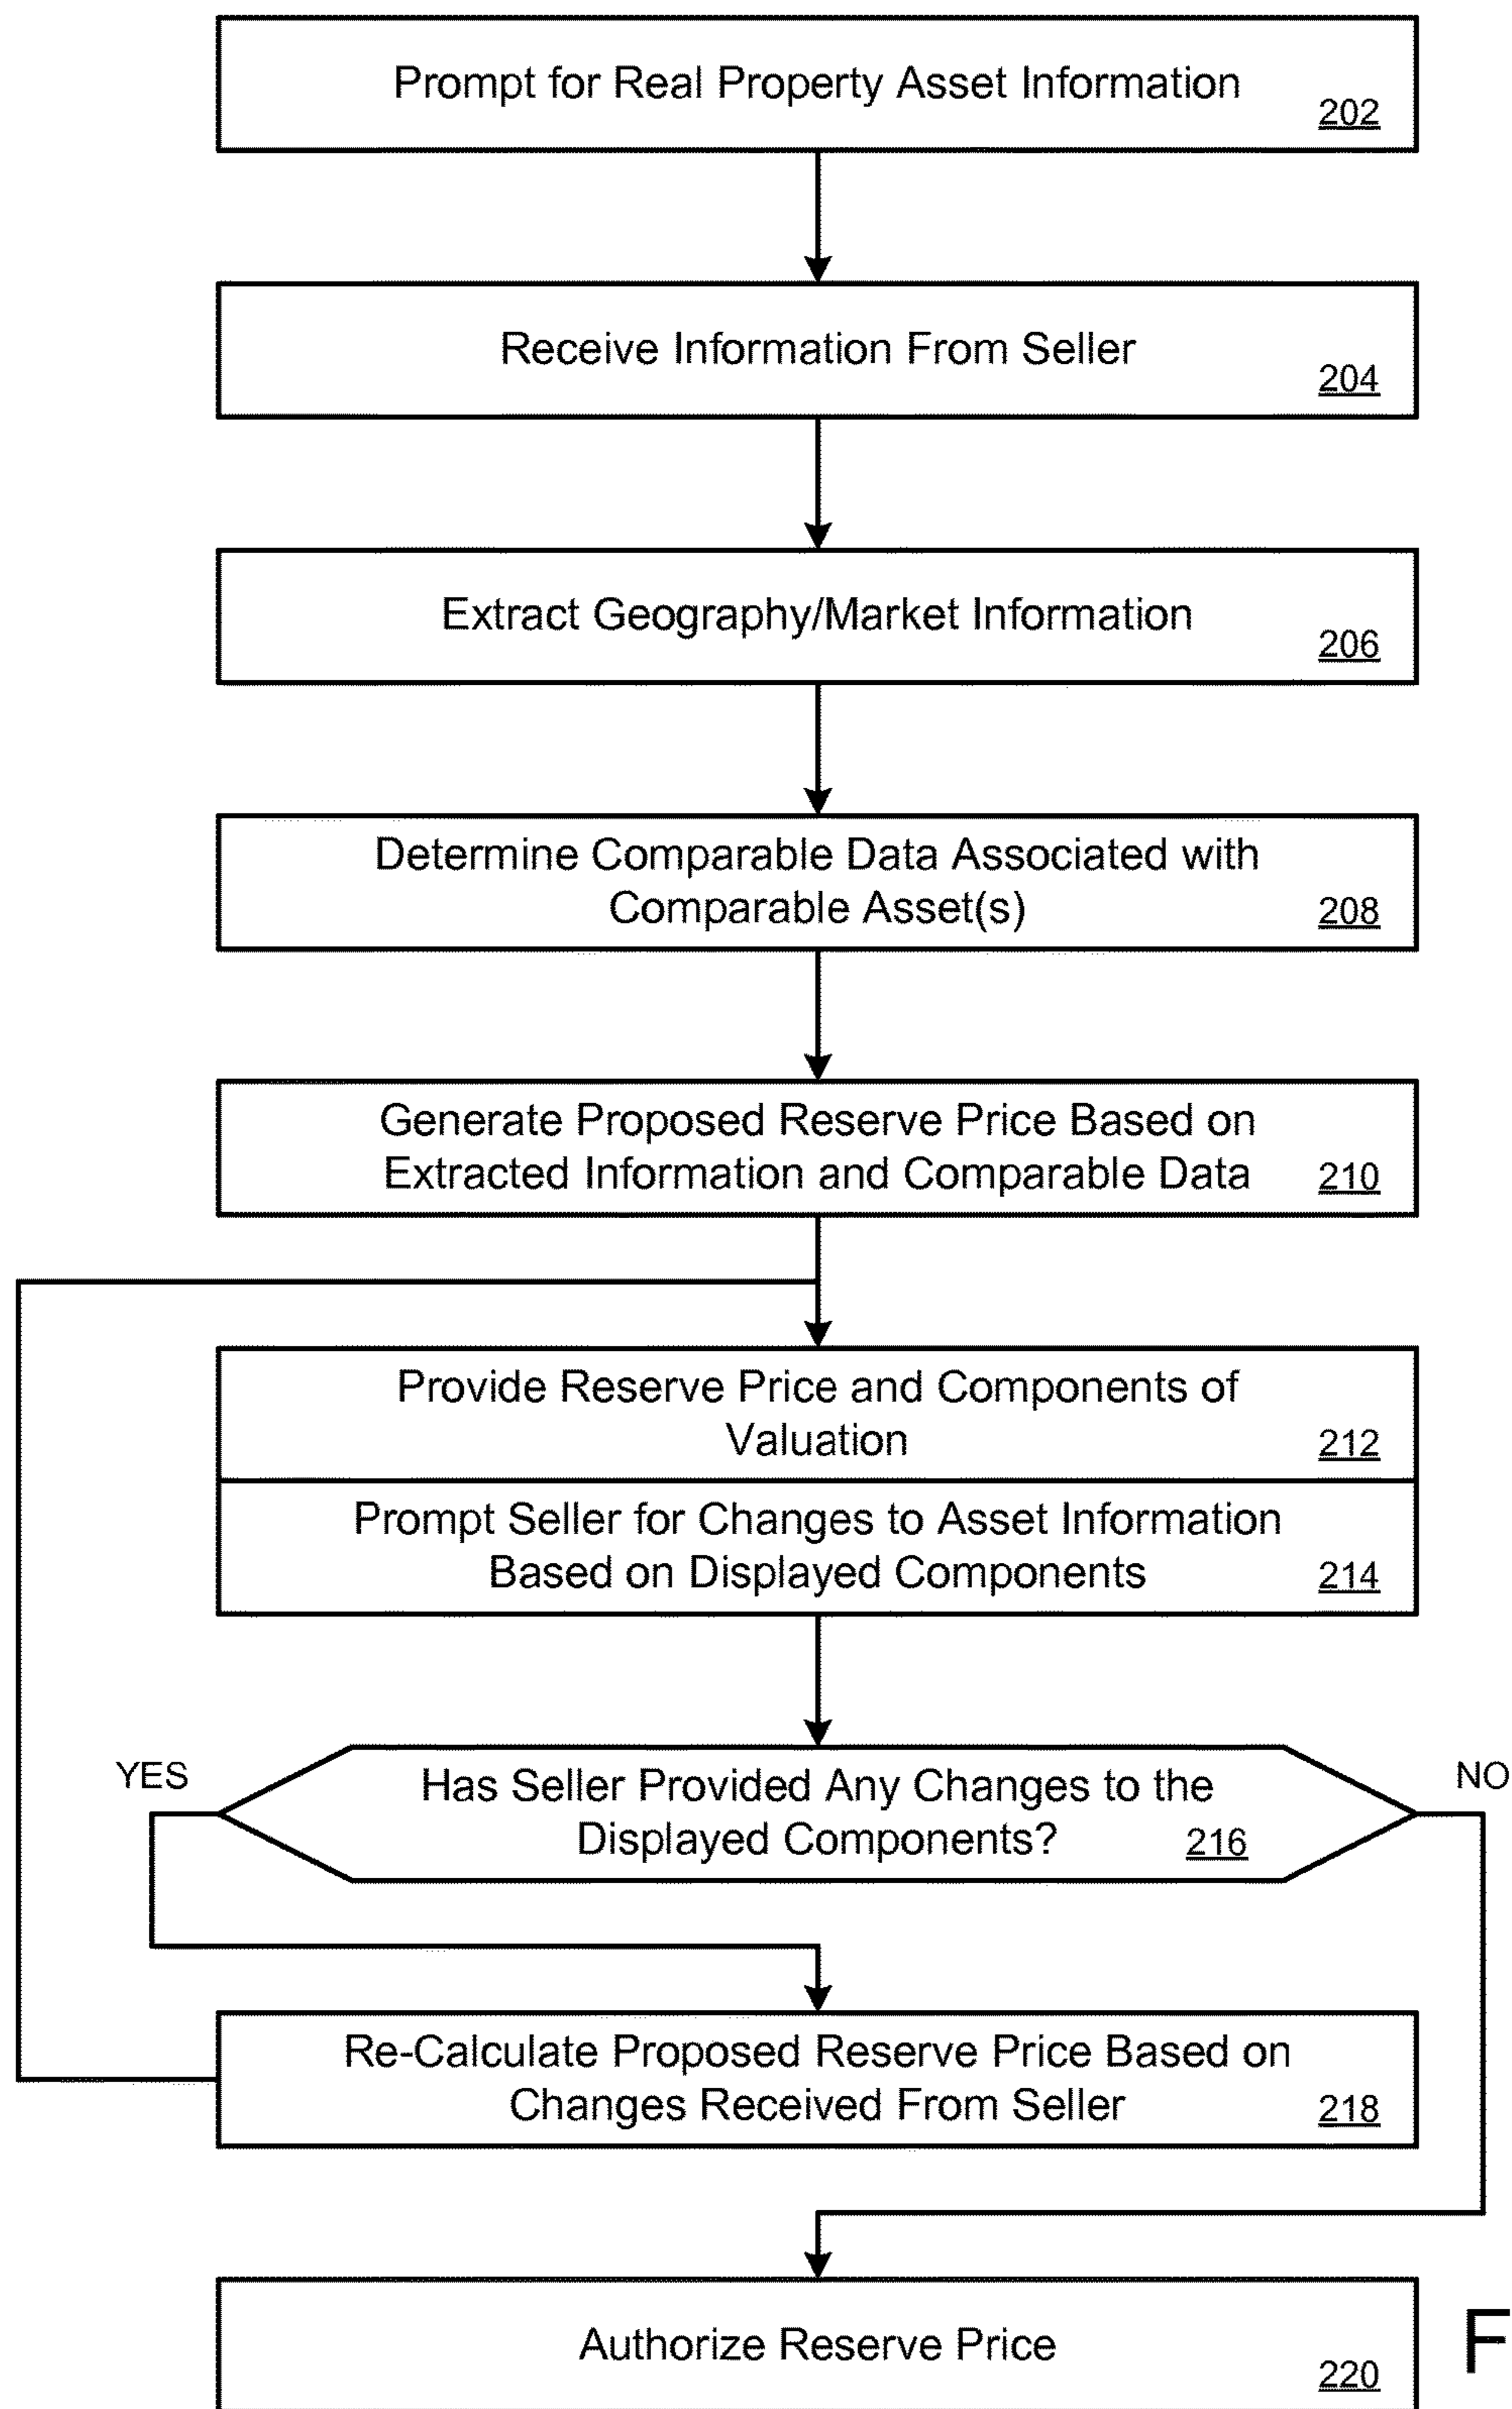 Prompt for Real Property Asset Information
202
Receive Information From Seller
204
Extract Geography/Market Information
206
Determine Comparable Data Associated with
Comparable Asset(s)
208
Generate Proposed Reserve Price Based on
Extracted Information and Comparable Data
210
Provide Reserve Price and Components of
Valuation
212
Prompt Seller for Changes to Asset Information
Based on Displayed Components
214
YES
Has Seller Provided Any Changes to the
Displayed Components?
216
NO
Re-Calculate Proposed Reserve Price Based on
Changes Received From Seller
218
Authorize Reserve Price
220
F